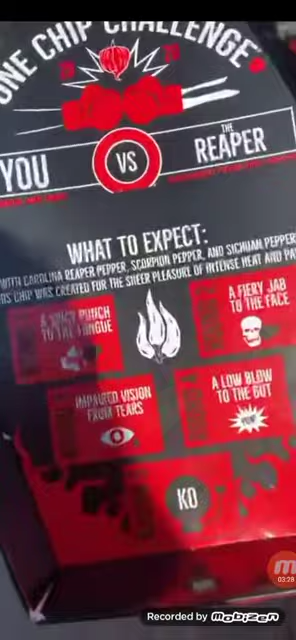 ONE CHIP CHALLENGE
YOU
VS
THE
REAPER
WHAT TO EXPECT:
WITH CAROLINA REAPER PEPPER, SCORPION PEPPER, AND SICHUAN PEPPER
THIS CHIP WAS CREATED FOR THE SHEER PLEASURE OF INTENSE HEAT AND PAIN
A SPICY PUNCH
TO THE TONGUE
A FIERY JAB
TO THE FACE
IMPAIRED VISION
FROM TEARS
A LOW BLOW
TO THE GUT
KO
03:28
Recorded by Mobizen